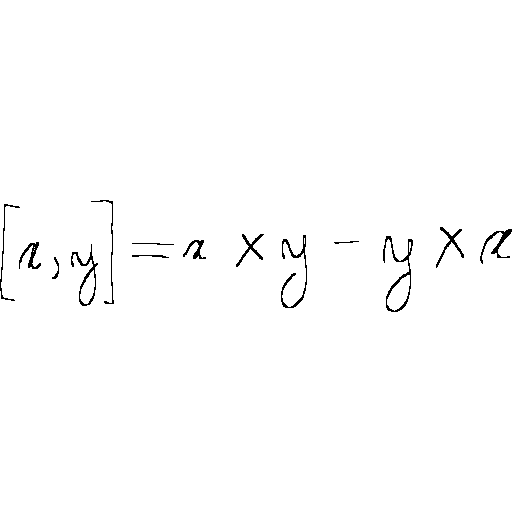 [x, y] = x × y − y × x